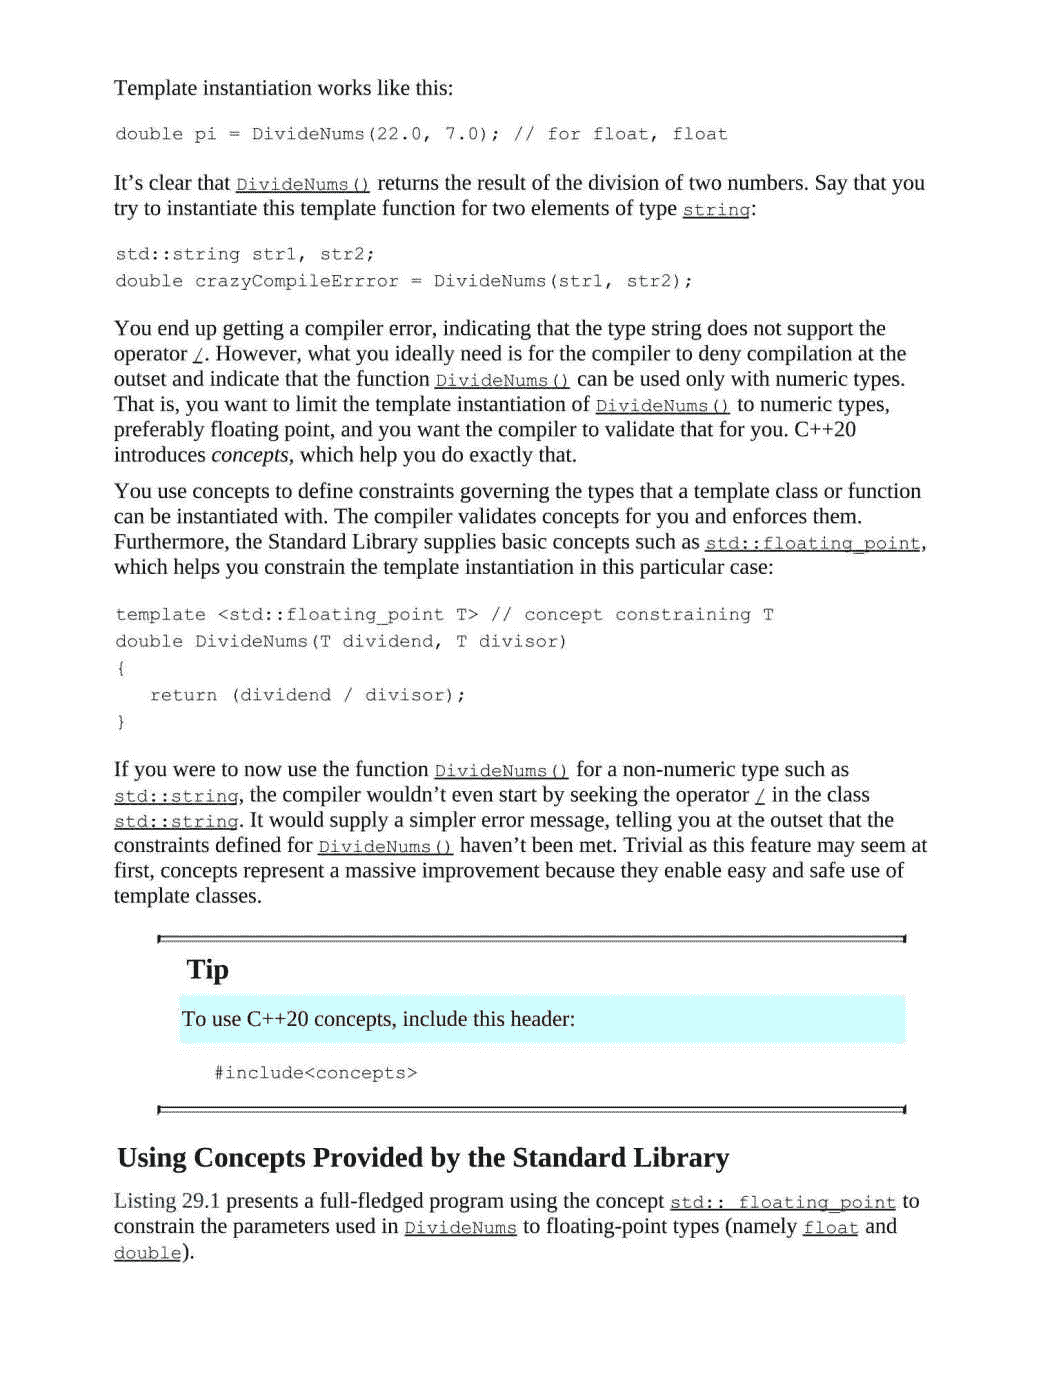 Template instantiation works like this:
double pi = DivideNums(22.0, 7.0); // for float, float
It’s clear that DivideNums() returns the result of the division of two numbers. Say that you
try to instantiate this template function for two elements of type string:
std::string str1, str2;
double crazyCompileErrror = DivideNums(str1, str2);
You end up getting a compiler error, indicating that the type string does not support the
operator /. However, what you ideally need is for the compiler to deny compilation at the
outset and indicate that the function DivideNums() can be used only with numeric types.
That is, you want to limit the template instantiation of DivideNums() to numeric types,
preferably floating point, and you want the compiler to validate that for you. C++20
introduces concepts, which help you do exactly that.
You use concepts to define constraints governing the types that a template class or function
can be instantiated with. The compiler validates concepts for you and enforces them.
Furthermore, the Standard Library supplies basic concepts such as std::floating_point,
which helps you constrain the template instantiation in this particular case:
template <std::floating_point T> // concept constraining T
double DivideNums(T dividend, T divisor)
{
   return (dividend / divisor);
}
If you were to now use the function DivideNums() for a non-numeric type such as
std::string, the compiler wouldn’t even start by seeking the operator / in the class
std::string. It would supply a simpler error message, telling you at the outset that the
constraints defined for DivideNums() haven’t been met. Trivial as this feature may seem at
first, concepts represent a massive improvement because they enable easy and safe use of
template classes.
Tip
To use C++20 concepts, include this header:
#include<concepts>
Using Concepts Provided by the Standard Library
Listing 29.1 presents a full-fledged program using the concept std:: floating_point to
constrain the parameters used in DivideNums to floating-point types (namely float and
double).